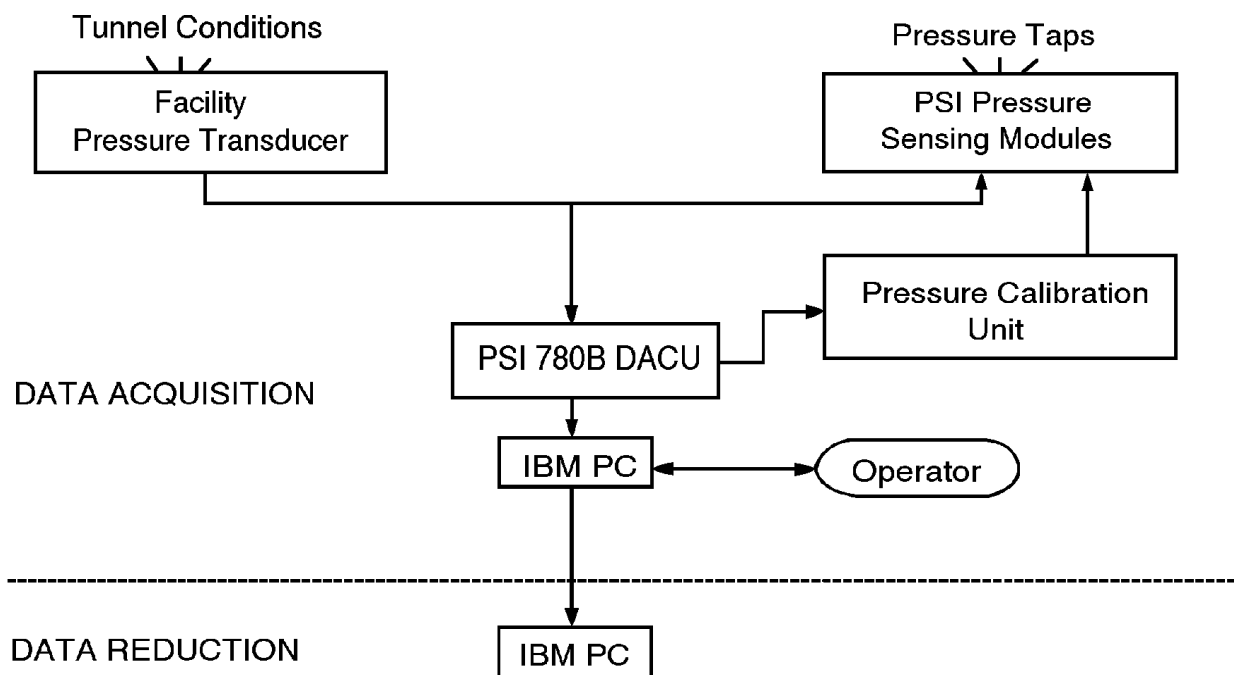 Tunnel Conditions
Facility
Pressure Transducer
Pressure Taps
PSI Pressure
Sensing Modules
Pressure Calibration
Unit
PSI 780B DACU
DATA ACQUISITION
IBM PC
Operator
DATA REDUCTION
IBM PC